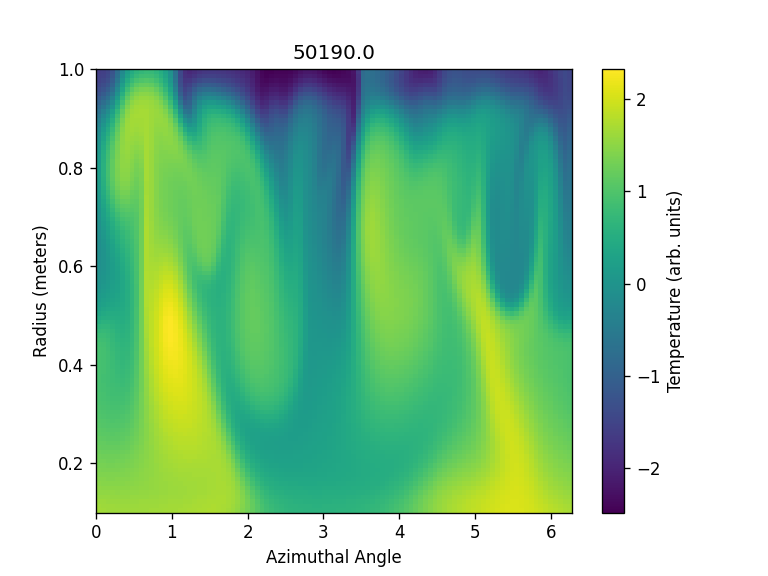 50190.0
1.0
0.8
0.6
0.4
0.2
Radius (meters)
0 1 2 3 4 5 6
Azimuthal Angle
2
1
0
−1
−2
Temperature (arb. units)